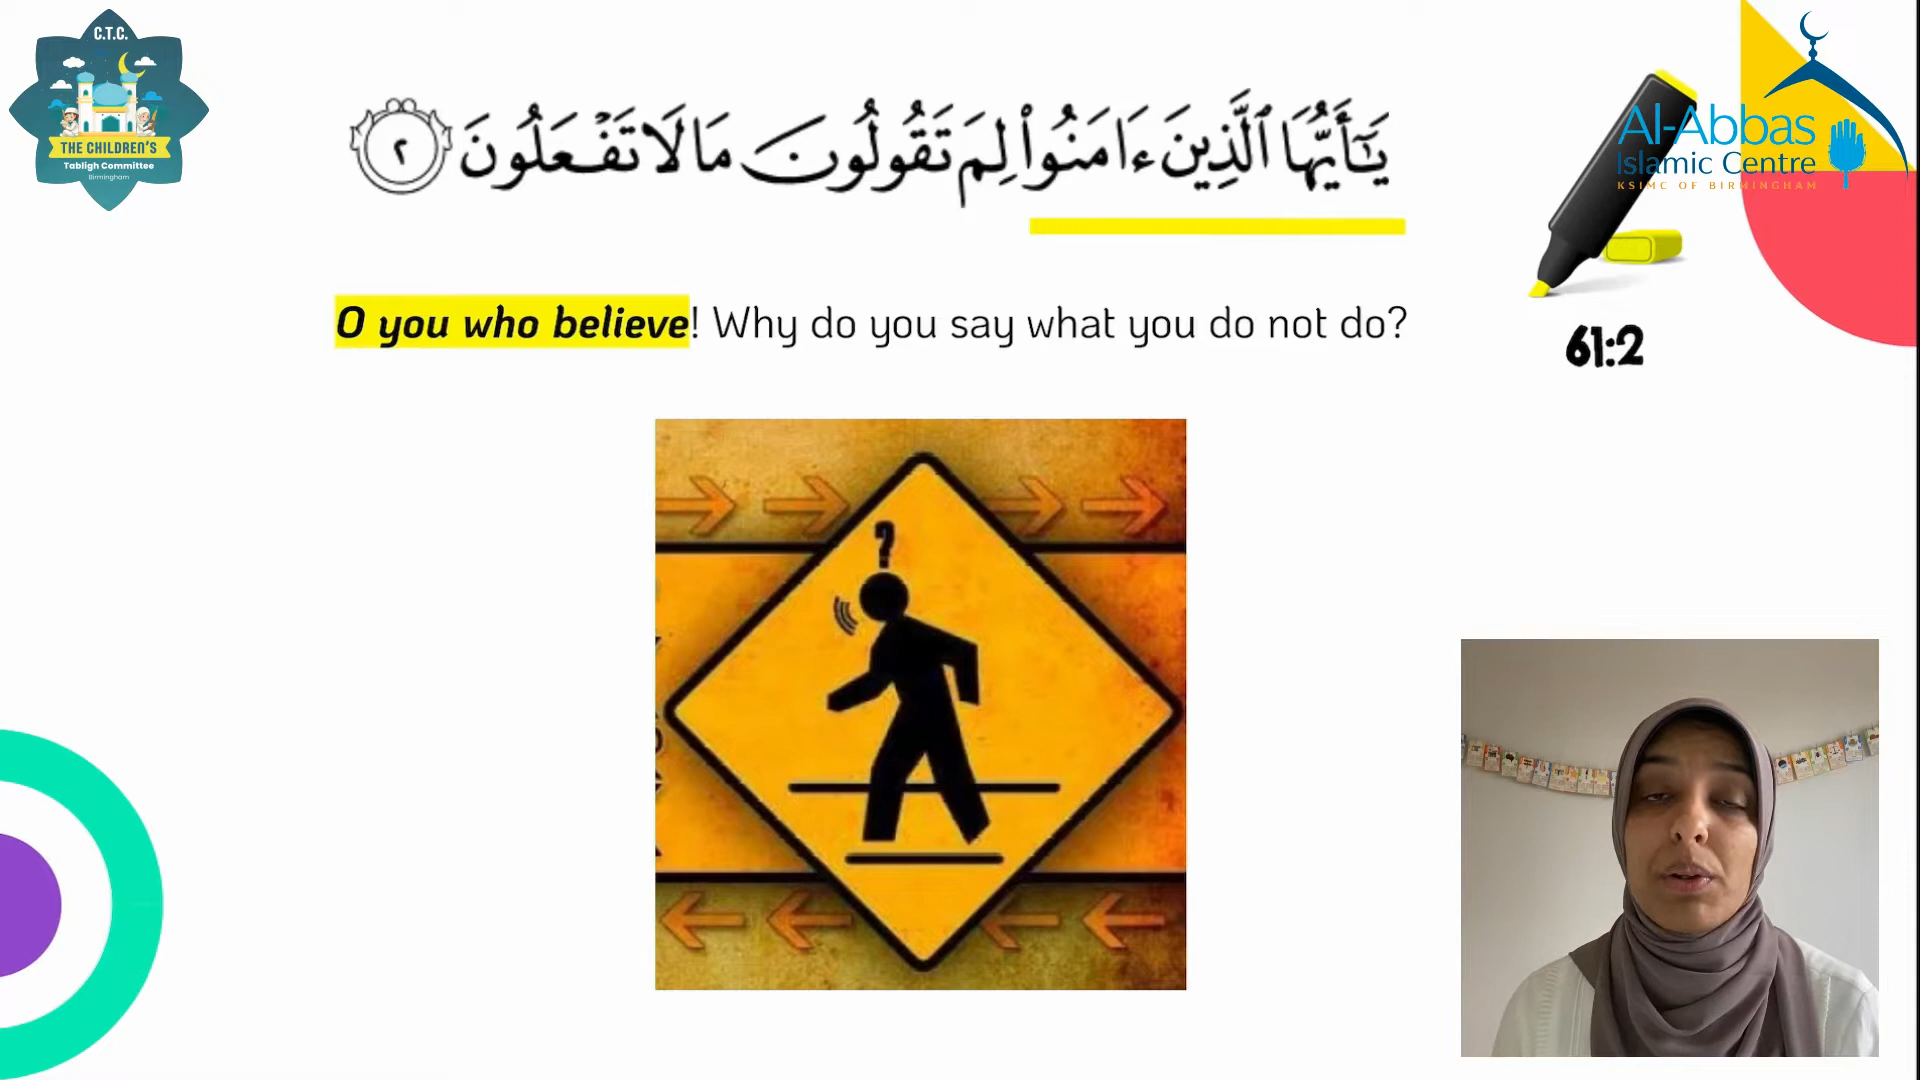 C.T.C.
THE CHILDREN'S
Tabligh Committee
Birmingham
يَـٰٓأَيُّهَا ٱلَّذِينَ ءَامَنُوا۟ لِمَ تَقُولُونَ مَا لَا تَفْعَلُونَ ٢
Al-Abbas
Islamic Centre
KSIMC OF BIRMINGHAM
O you who believe! Why do you say what you do not do?
61:2
?